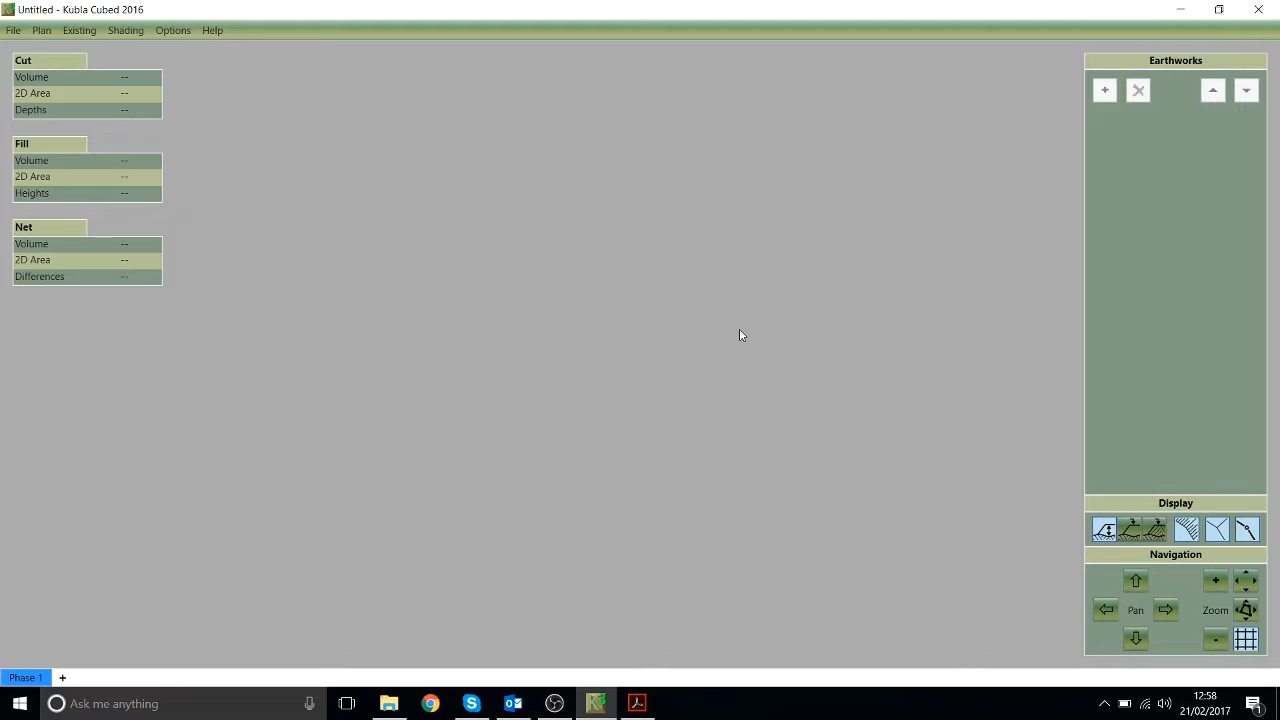 Untitled - Kubla Cubed 2016
File Plan Existing Shading Options Help
Cut
Volume --
2D Area --
Depths --
Fill
Volume --
2D Area --
Heights --
Net
Volume --
2D Area --
Differences --
Earthworks
Display
Navigation
Pan
Zoom
Phase 1 +
Ask me anything
12:58
21/02/2017